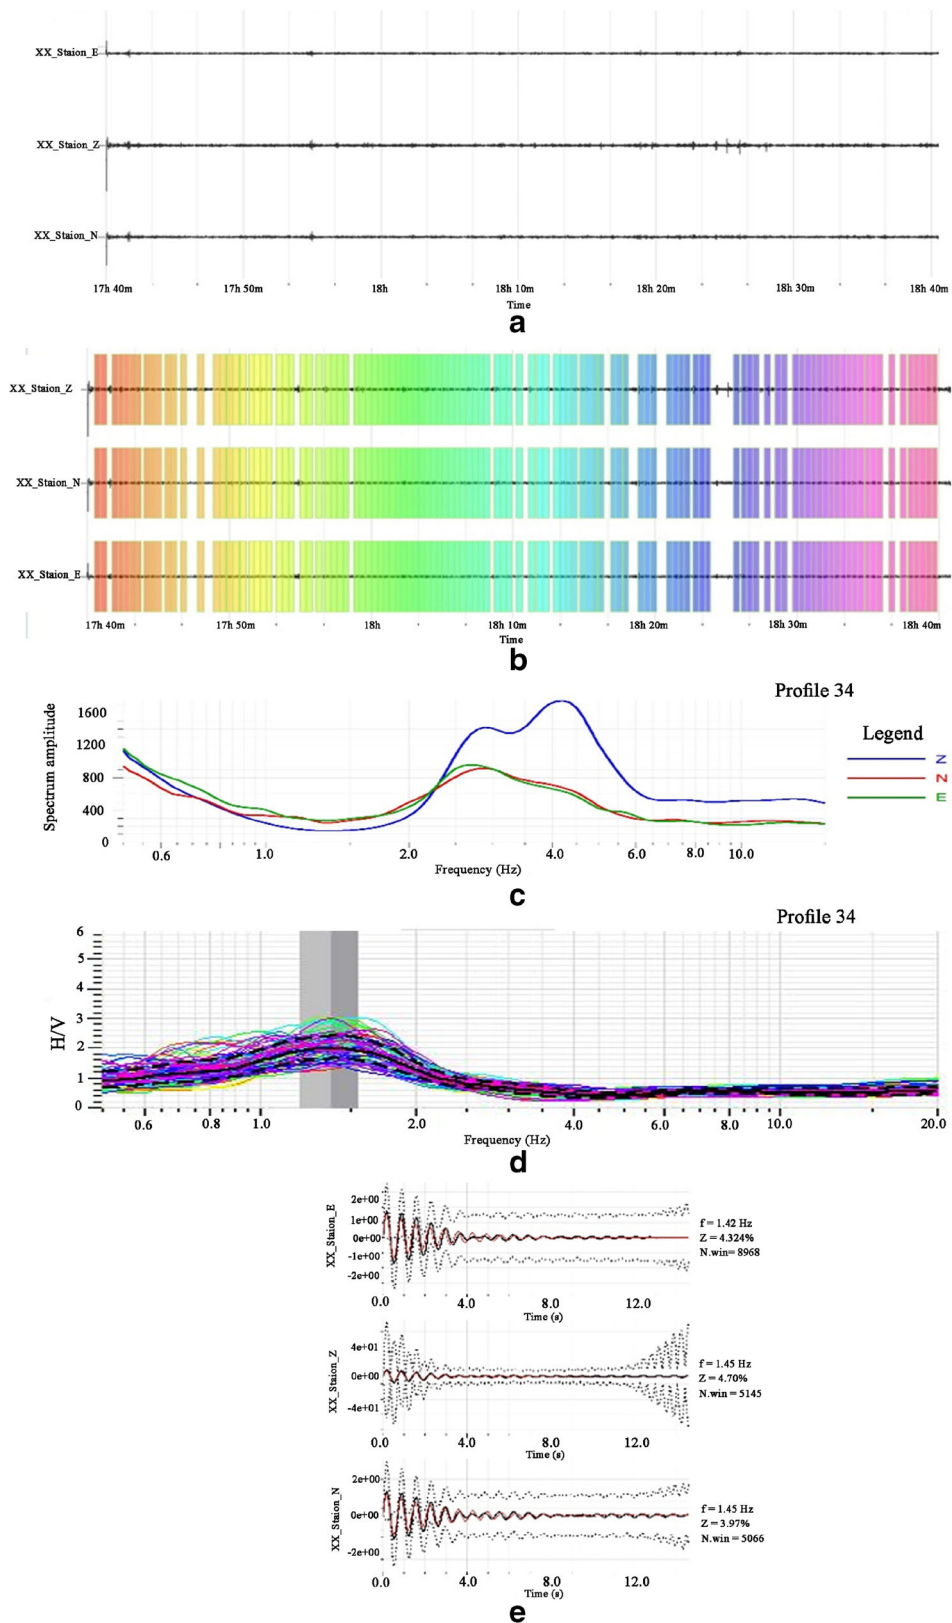 XX_Staion_E
XX_Staion_Z
XX_Staion_N
17h 40m 17h 50m 18h 18h 10m 18h 20m 18h 30m 18h 40m
Time
a
XX_Staion_Z
XX_Staion_N
XX_Staion_E
17h 40m 17h 50m 18h 18h 10m 18h 20m 18h 30m 18h 40m
Time
b
Profile 34
Spectrum amplitude
1600
1200
800
400
0
Legend
Z
N
E
0.6 1.0 2.0 4.0 6.0 8.0 10.0
Frequency (Hz)
c
Profile 34
H/V
6
5
4
3
2
1
0
0.6 0.8 1.0 2.0 4.0 6.0 8.0 10.0 20.0
Frequency (Hz)
d
XX_Staion_E
2e+00
1e+00
0e+00
-1e+00
-2e+00
f = 1.42 Hz
Z = 4.324%
N.win= 8968
0.0 4.0 8.0 12.0
Time (s)
XX_Staion_Z
4e+01
0e+00
-4e+01
f = 1.45 Hz
Z = 4.70%
N.win = 5145
0.0 4.0 8.0 12.0
Time (s)
XX_Staion_N
2e+00
0e+00
-2e+00
f = 1.45 Hz
Z = 3.97%
N.win = 5066
0.0 4.0 8.0 12.0
Time (s)
e